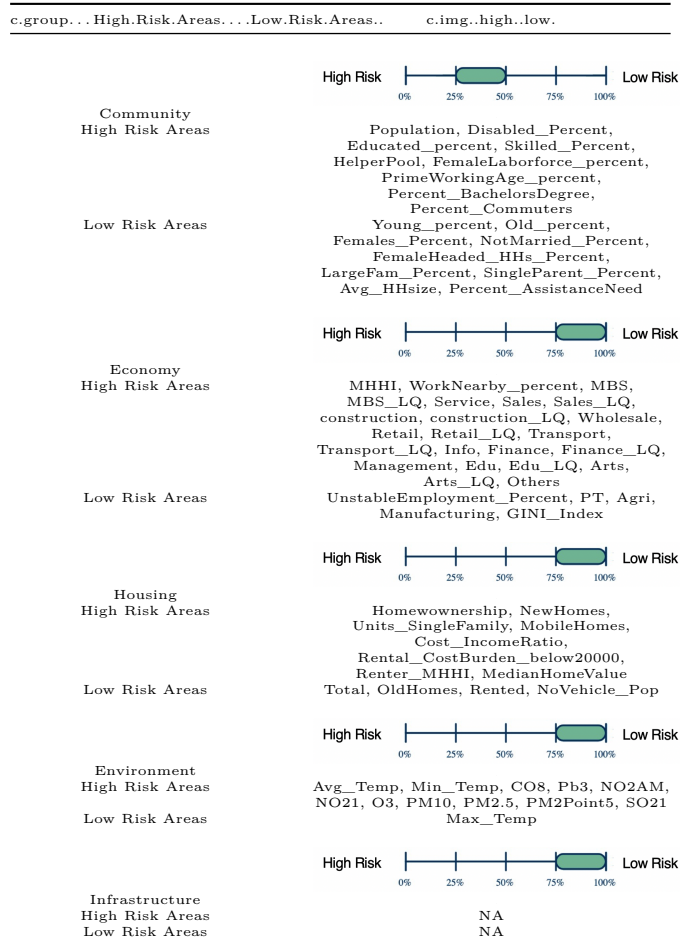 c.group...High.Risk.Areas....Low.Risk.Areas.. c.img..high..low.
High Risk Low Risk
0% 25% 50% 75% 100%
Community
High Risk Areas Population, Disabled_Percent,
Educated_percent, Skilled_Percent,
HelperPool, FemaleLaborforce_percent,
PrimeWorkingAge_percent,
Percent_BachelorsDegree,
Percent_Commuters
Low Risk Areas Young_percent, Old_percent,
Females_Percent, NotMarried_Percent,
FemaleHeaded_HHs_Percent,
LargeFam_Percent, SingleParent_Percent,
Avg_HHsize, Percent_AssistanceNeed
High Risk Low Risk
0% 25% 50% 75% 100%
Economy
High Risk Areas MHHI, WorkNearby_percent, MBS,
MBS_LQ, Service, Sales, Sales_LQ,
construction, construction_LQ, Wholesale,
Retail, Retail_LQ, Transport,
Transport_LQ, Info, Finance, Finance_LQ,
Management, Edu, Edu_LQ, Arts,
Arts_LQ, Others
Low Risk Areas UnstableEmployment_Percent, PT, Agri,
Manufacturing, GINI_Index
High Risk Low Risk
0% 25% 50% 75% 100%
Housing
High Risk Areas Homewownership, NewHomes,
Units_SingleFamily, MobileHomes,
Cost_IncomeRatio,
Rental_CostBurden_below20000,
Renter_MHHI, MedianHomeValue
Low Risk Areas Total, OldHomes, Rented, NoVehicle_Pop
High Risk Low Risk
0% 25% 50% 75% 100%
Environment
High Risk Areas Avg_Temp, Min_Temp, CO8, Pb3, NO2AM,
NO21, O3, PM10, PM2.5, PM2Point5, SO21
Low Risk Areas Max_Temp
High Risk Low Risk
0% 25% 50% 75% 100%
Infrastructure
High Risk Areas NA
Low Risk Areas NA